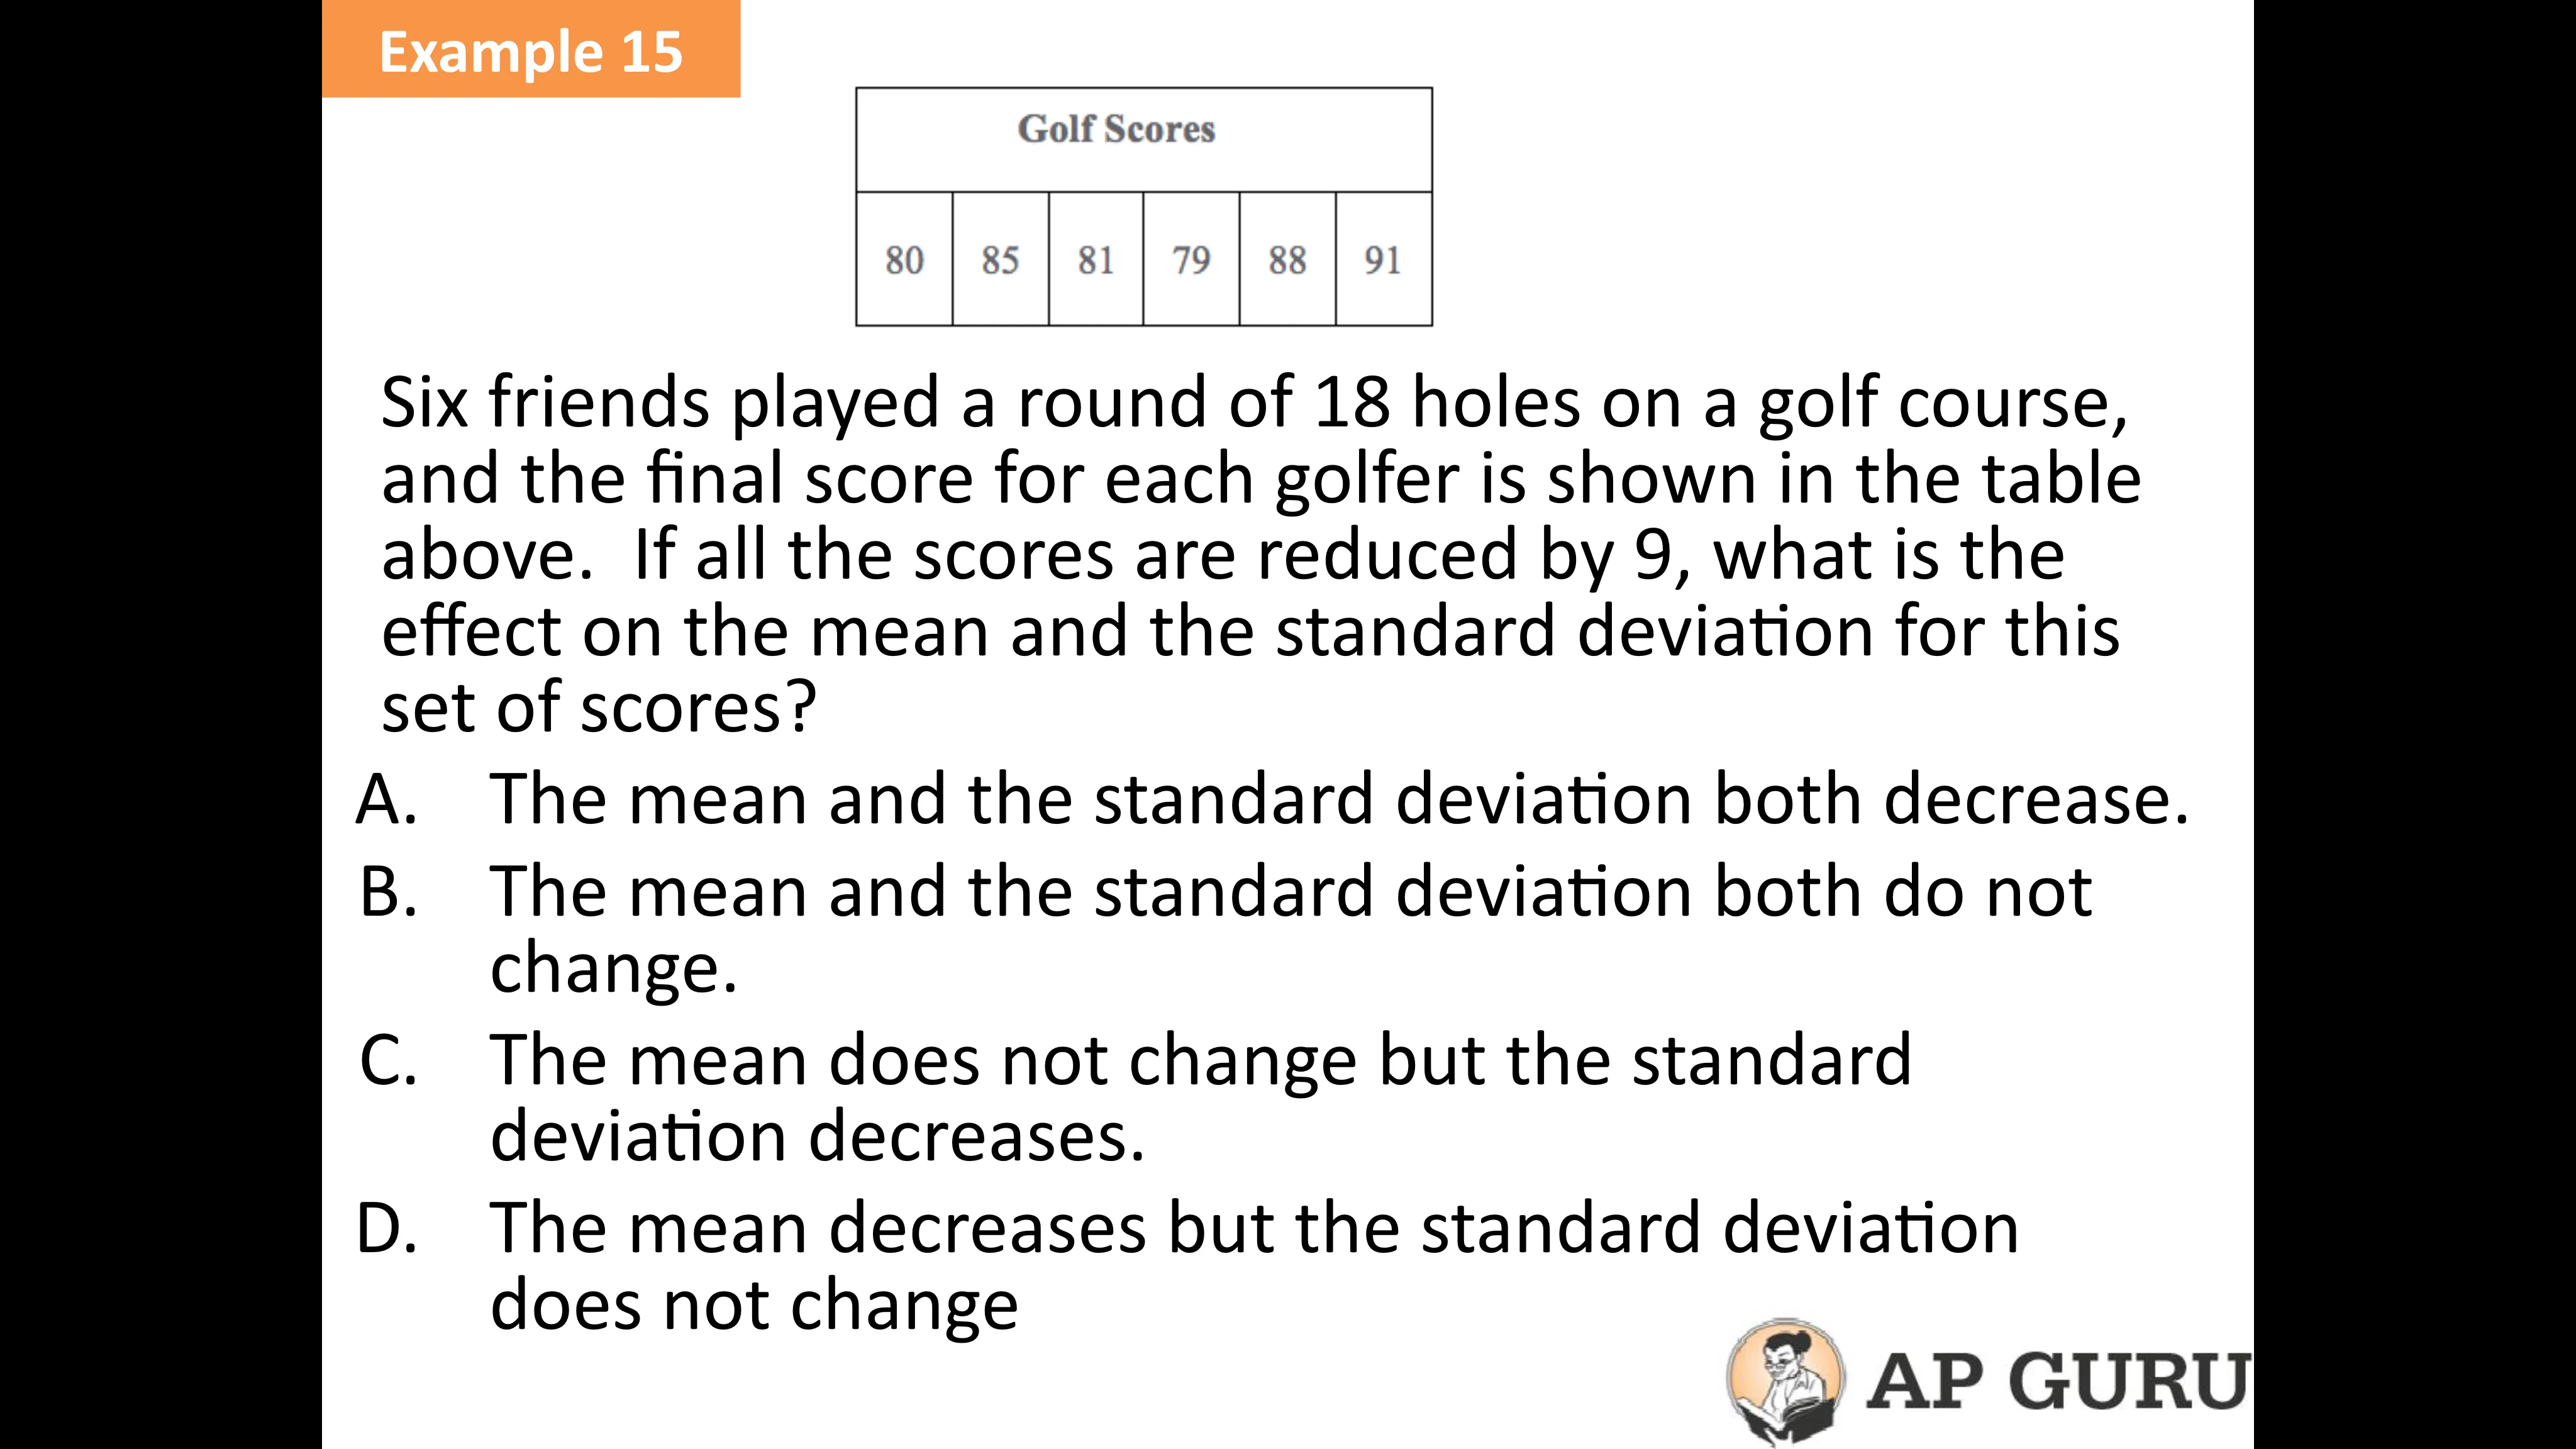 Example 15
Golf Scores
80 85 81 79 88 91
Six friends played a round of 18 holes on a golf course,
and the final score for each golfer is shown in the table
above.  If all the scores are reduced by 9, what is the
effect on the mean and the standard deviation for this
set of scores?
A. The mean and the standard deviation both decrease.
B. The mean and the standard deviation both do not
change.
C. The mean does not change but the standard
deviation decreases.
D. The mean decreases but the standard deviation
does not change
AP GURU